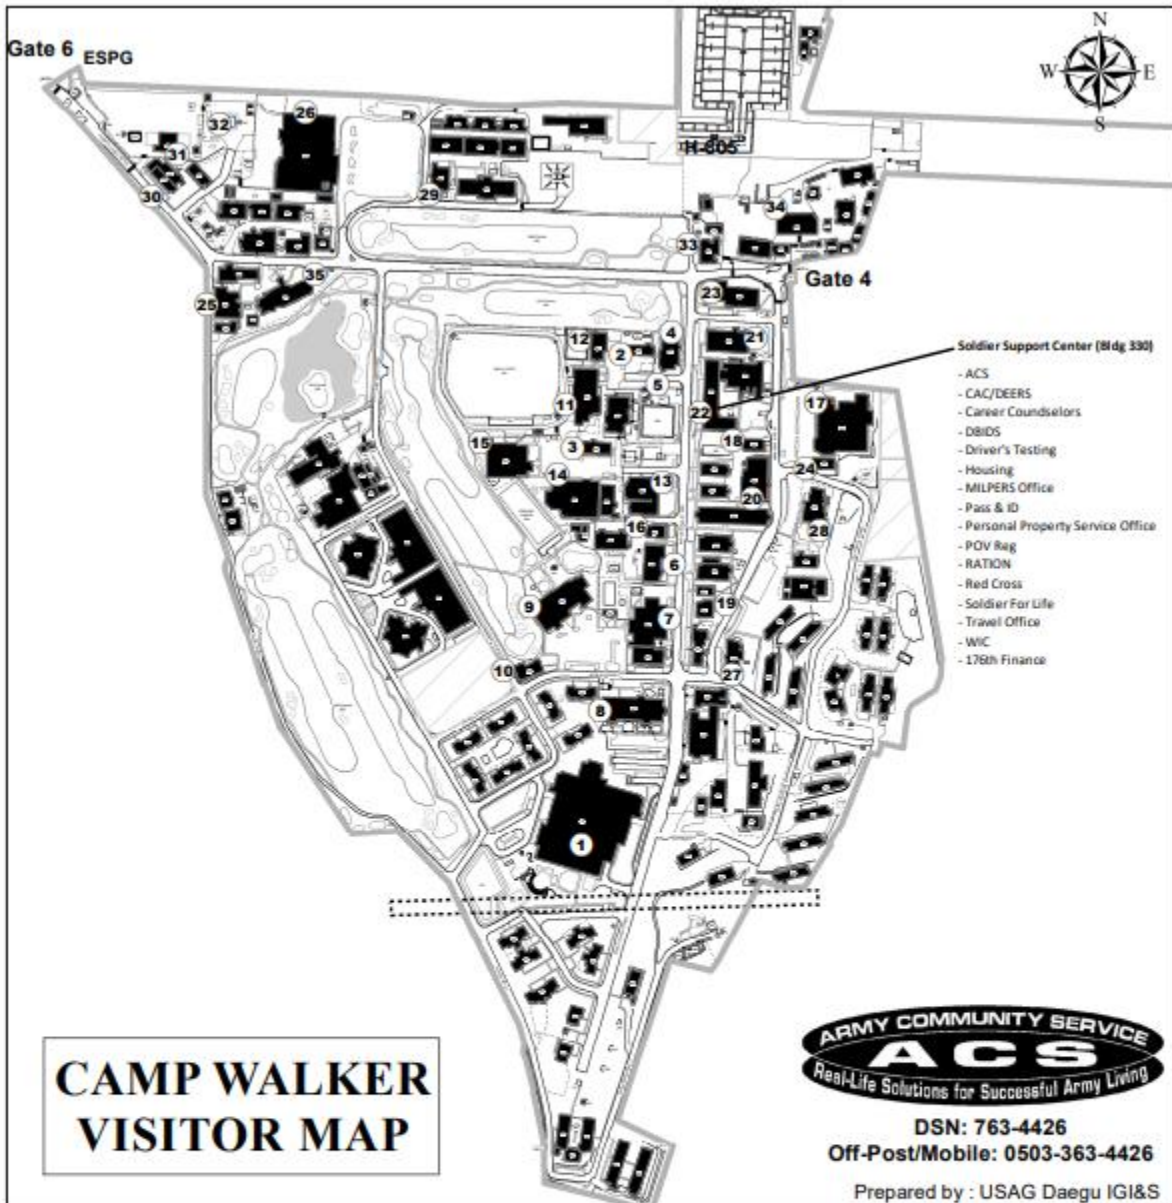 N
Gate 6
ESPG
W
E
S
32
26
H-805
31
30
29
34
33
35
Gate 4
25
23
12
2
4
21
Soldier Support Center (Bldg 330)
- ACS
- CAC/DEERS
- Career Coundselors
- DBIDS
- Driver's Testing
- Housing
- MILPERS Office
- Pass & ID
- Personal Property Service Office
- POV Reg
- RATION
- Red Cross
- Soldier For Life
- Travel Office
- WIC
- 176th Finance
5
11
22
17
15
3
18
14
13
24
20
16
28
6
9
19
7
10
27
8
1
CAMP WALKER
VISITOR MAP
ARMY COMMUNITY SERVICE
ACS
Real-Life Solutions for Successful Army Living
DSN: 763-4426
Off-Post/Mobile: 0503-363-4426
Prepared by : USAG Daegu IGI&S